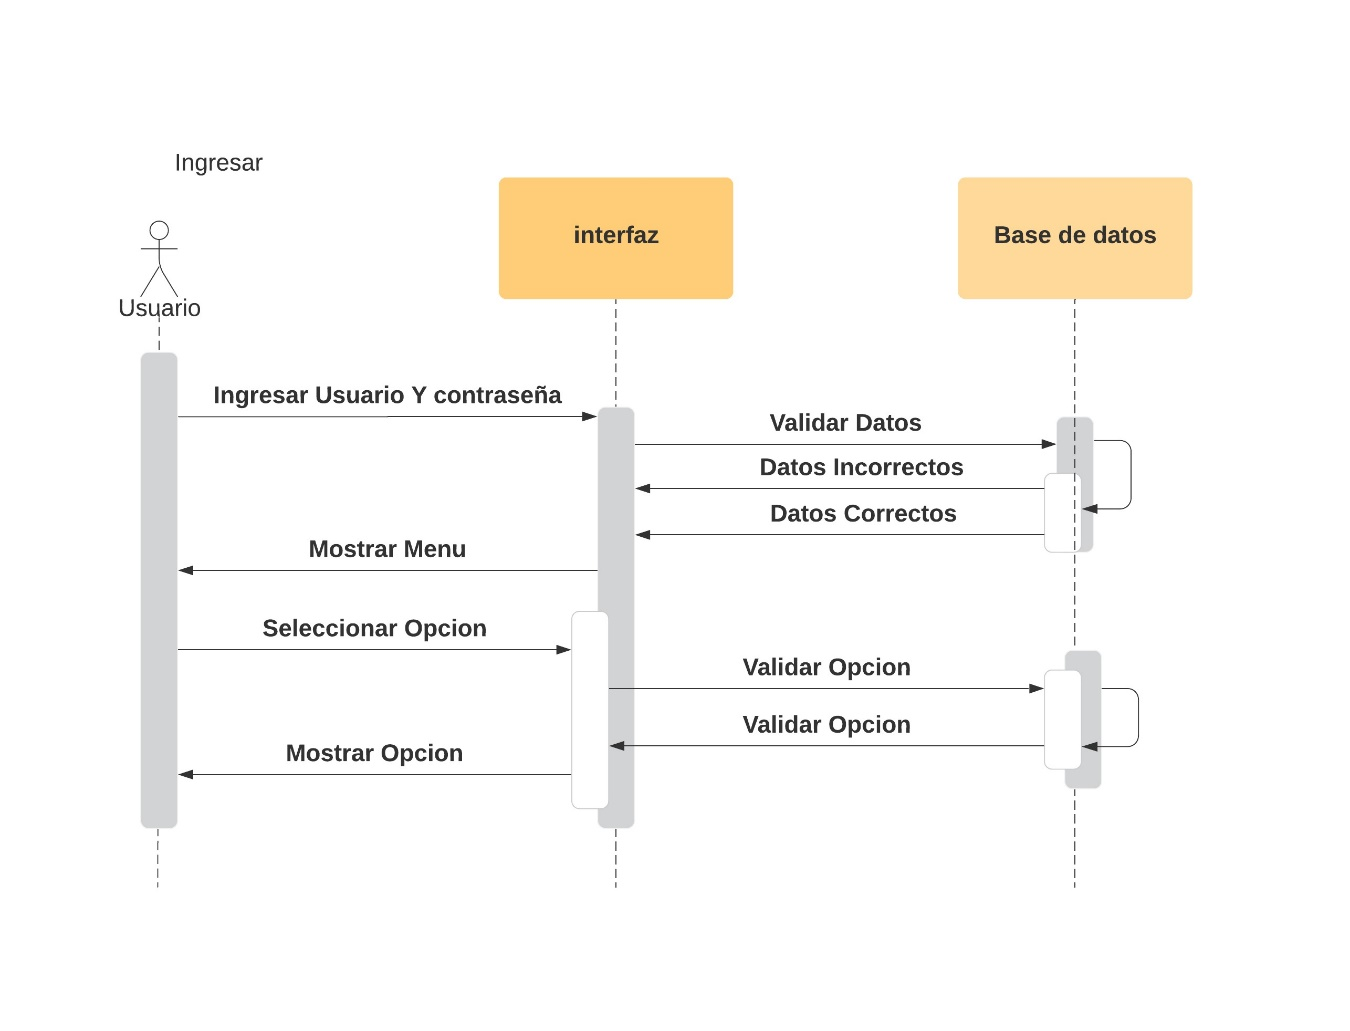 Ingresar
interfaz
Base de datos
Usuario
Ingresar Usuario Y contraseña
Validar Datos
Datos Incorrectos
Datos Correctos
Mostrar Menu
Seleccionar Opcion
Validar Opcion
Validar Opcion
Mostrar Opcion